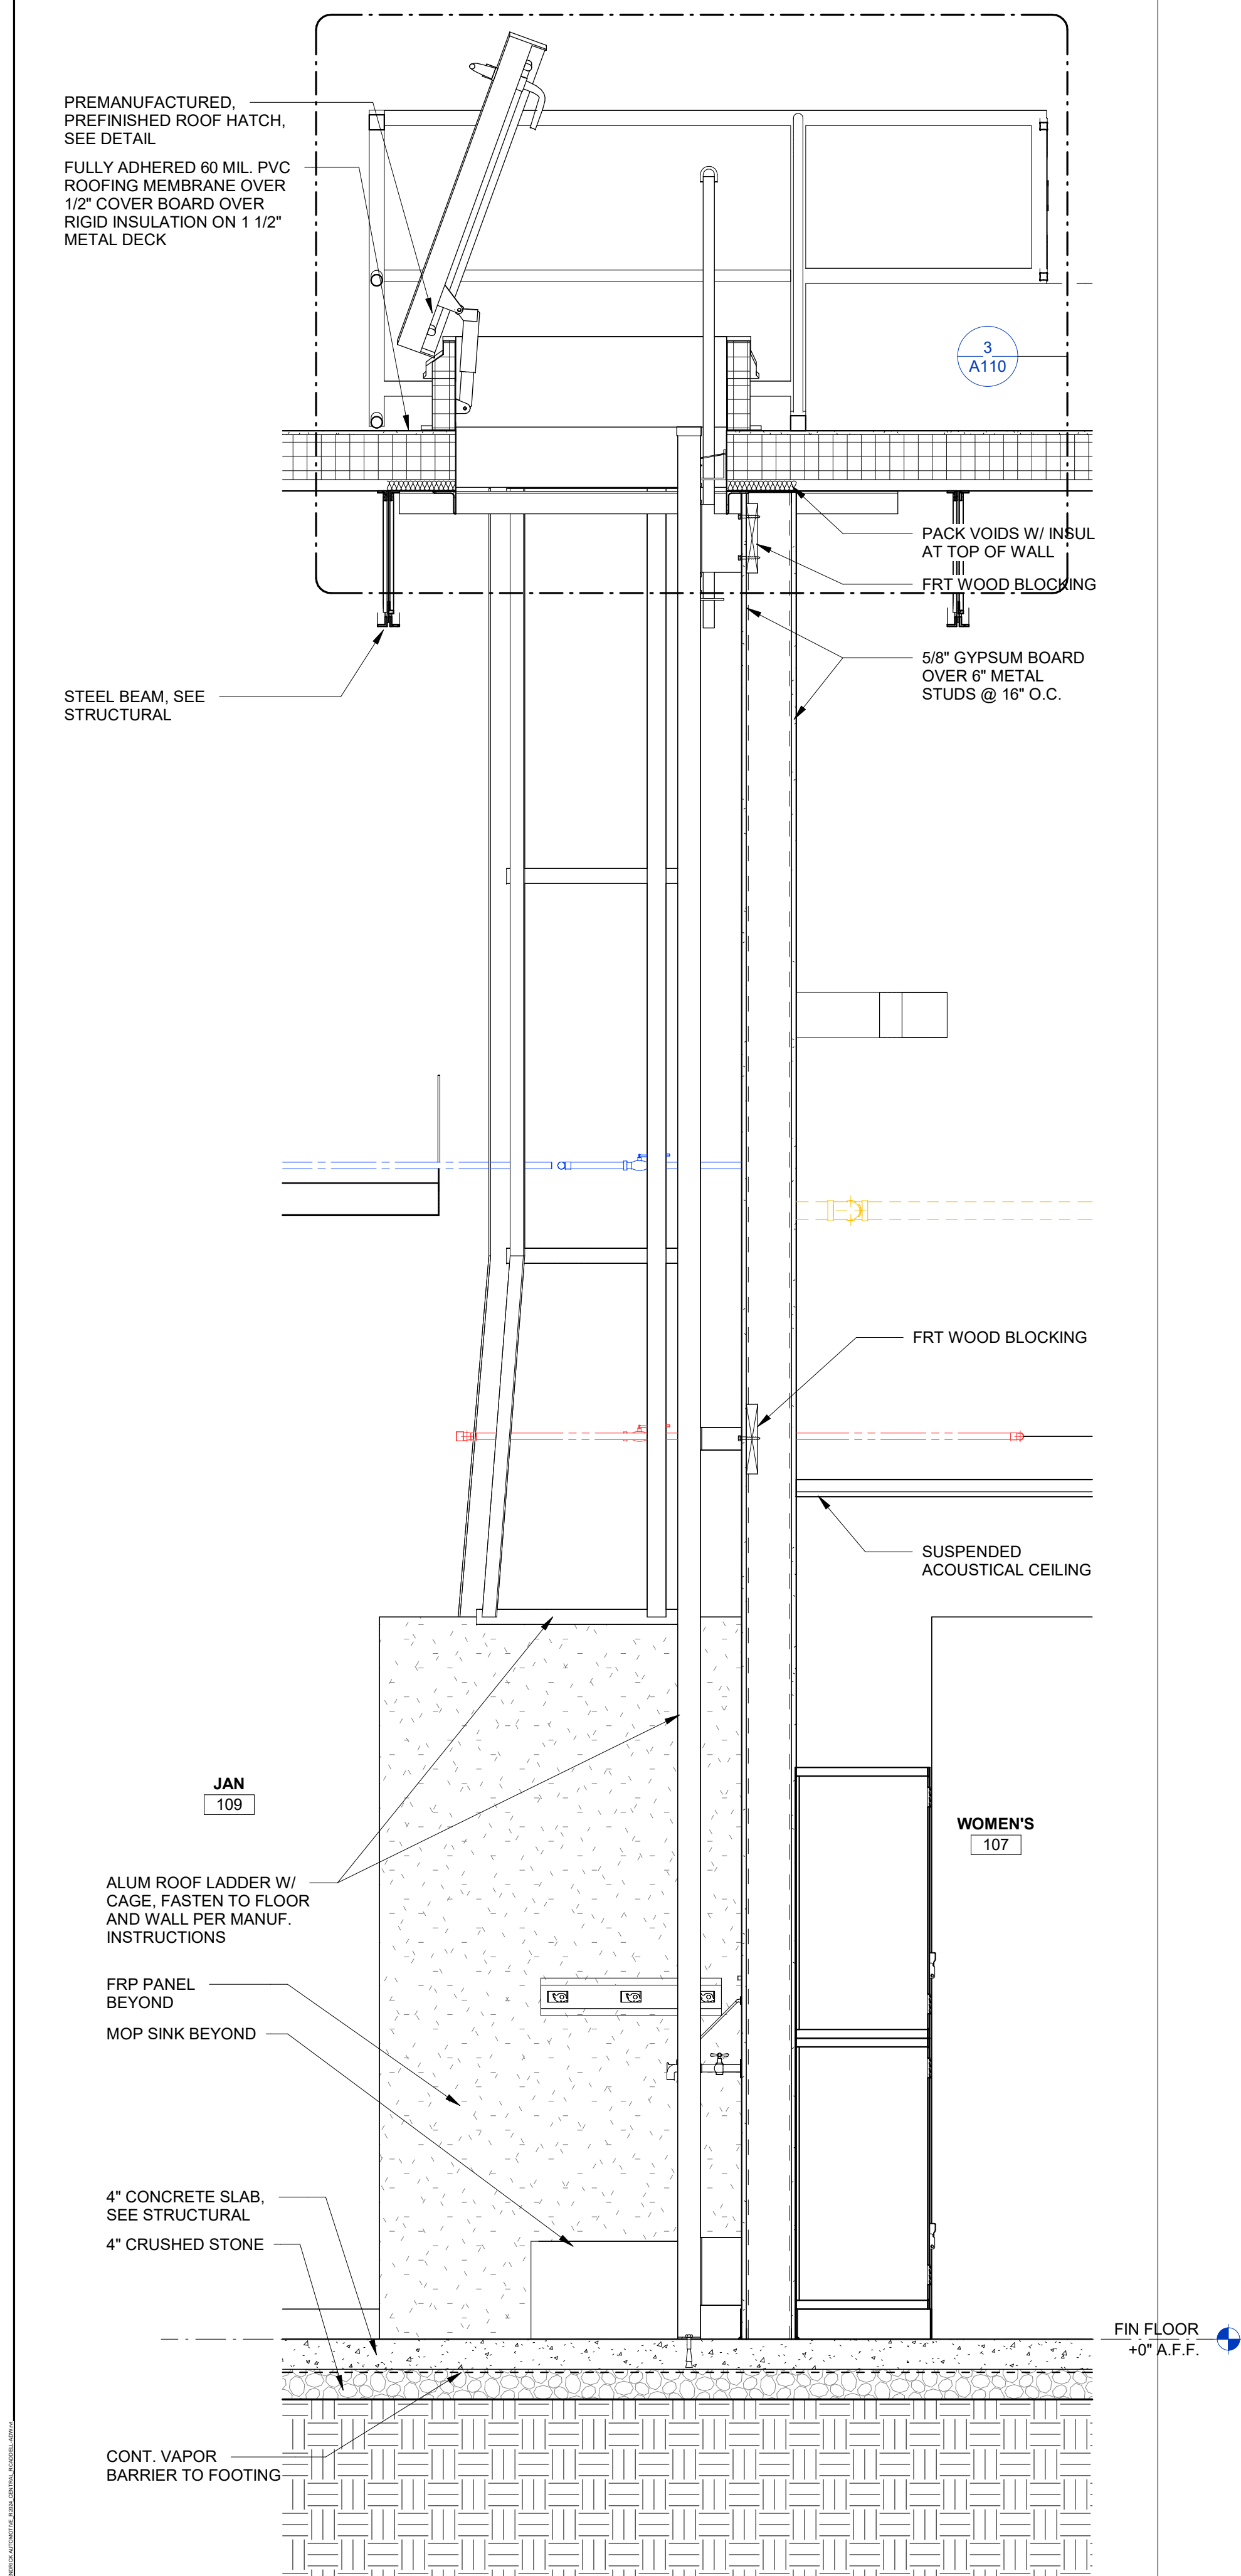 PREMANUFACTURED,
PREFINISHED ROOF HATCH,
SEE DETAIL
FULLY ADHERED 60 MIL. PVC
ROOFING MEMBRANE OVER
1/2" COVER BOARD OVER
RIGID INSULATION ON 1 1/2"
METAL DECK
3
A110
PACK VOIDS W/ INSUL
AT TOP OF WALL
FRT WOOD BLOCKING
5/8" GYPSUM BOARD
OVER 6" METAL
STUDS @ 16" O.C.
STEEL BEAM, SEE
STRUCTURAL
FRT WOOD BLOCKING
SUSPENDED
ACOUSTICAL CEILING
JAN
109
WOMEN'S
107
ALUM ROOF LADDER W/
CAGE, FASTEN TO FLOOR
AND WALL PER MANUF.
INSTRUCTIONS
FRP PANEL
BEYOND
MOP SINK BEYOND
4" CONCRETE SLAB,
SEE STRUCTURAL
4" CRUSHED STONE
FIN FLOOR
+0" A.F.F.
CONT. VAPOR
BARRIER TO FOOTING